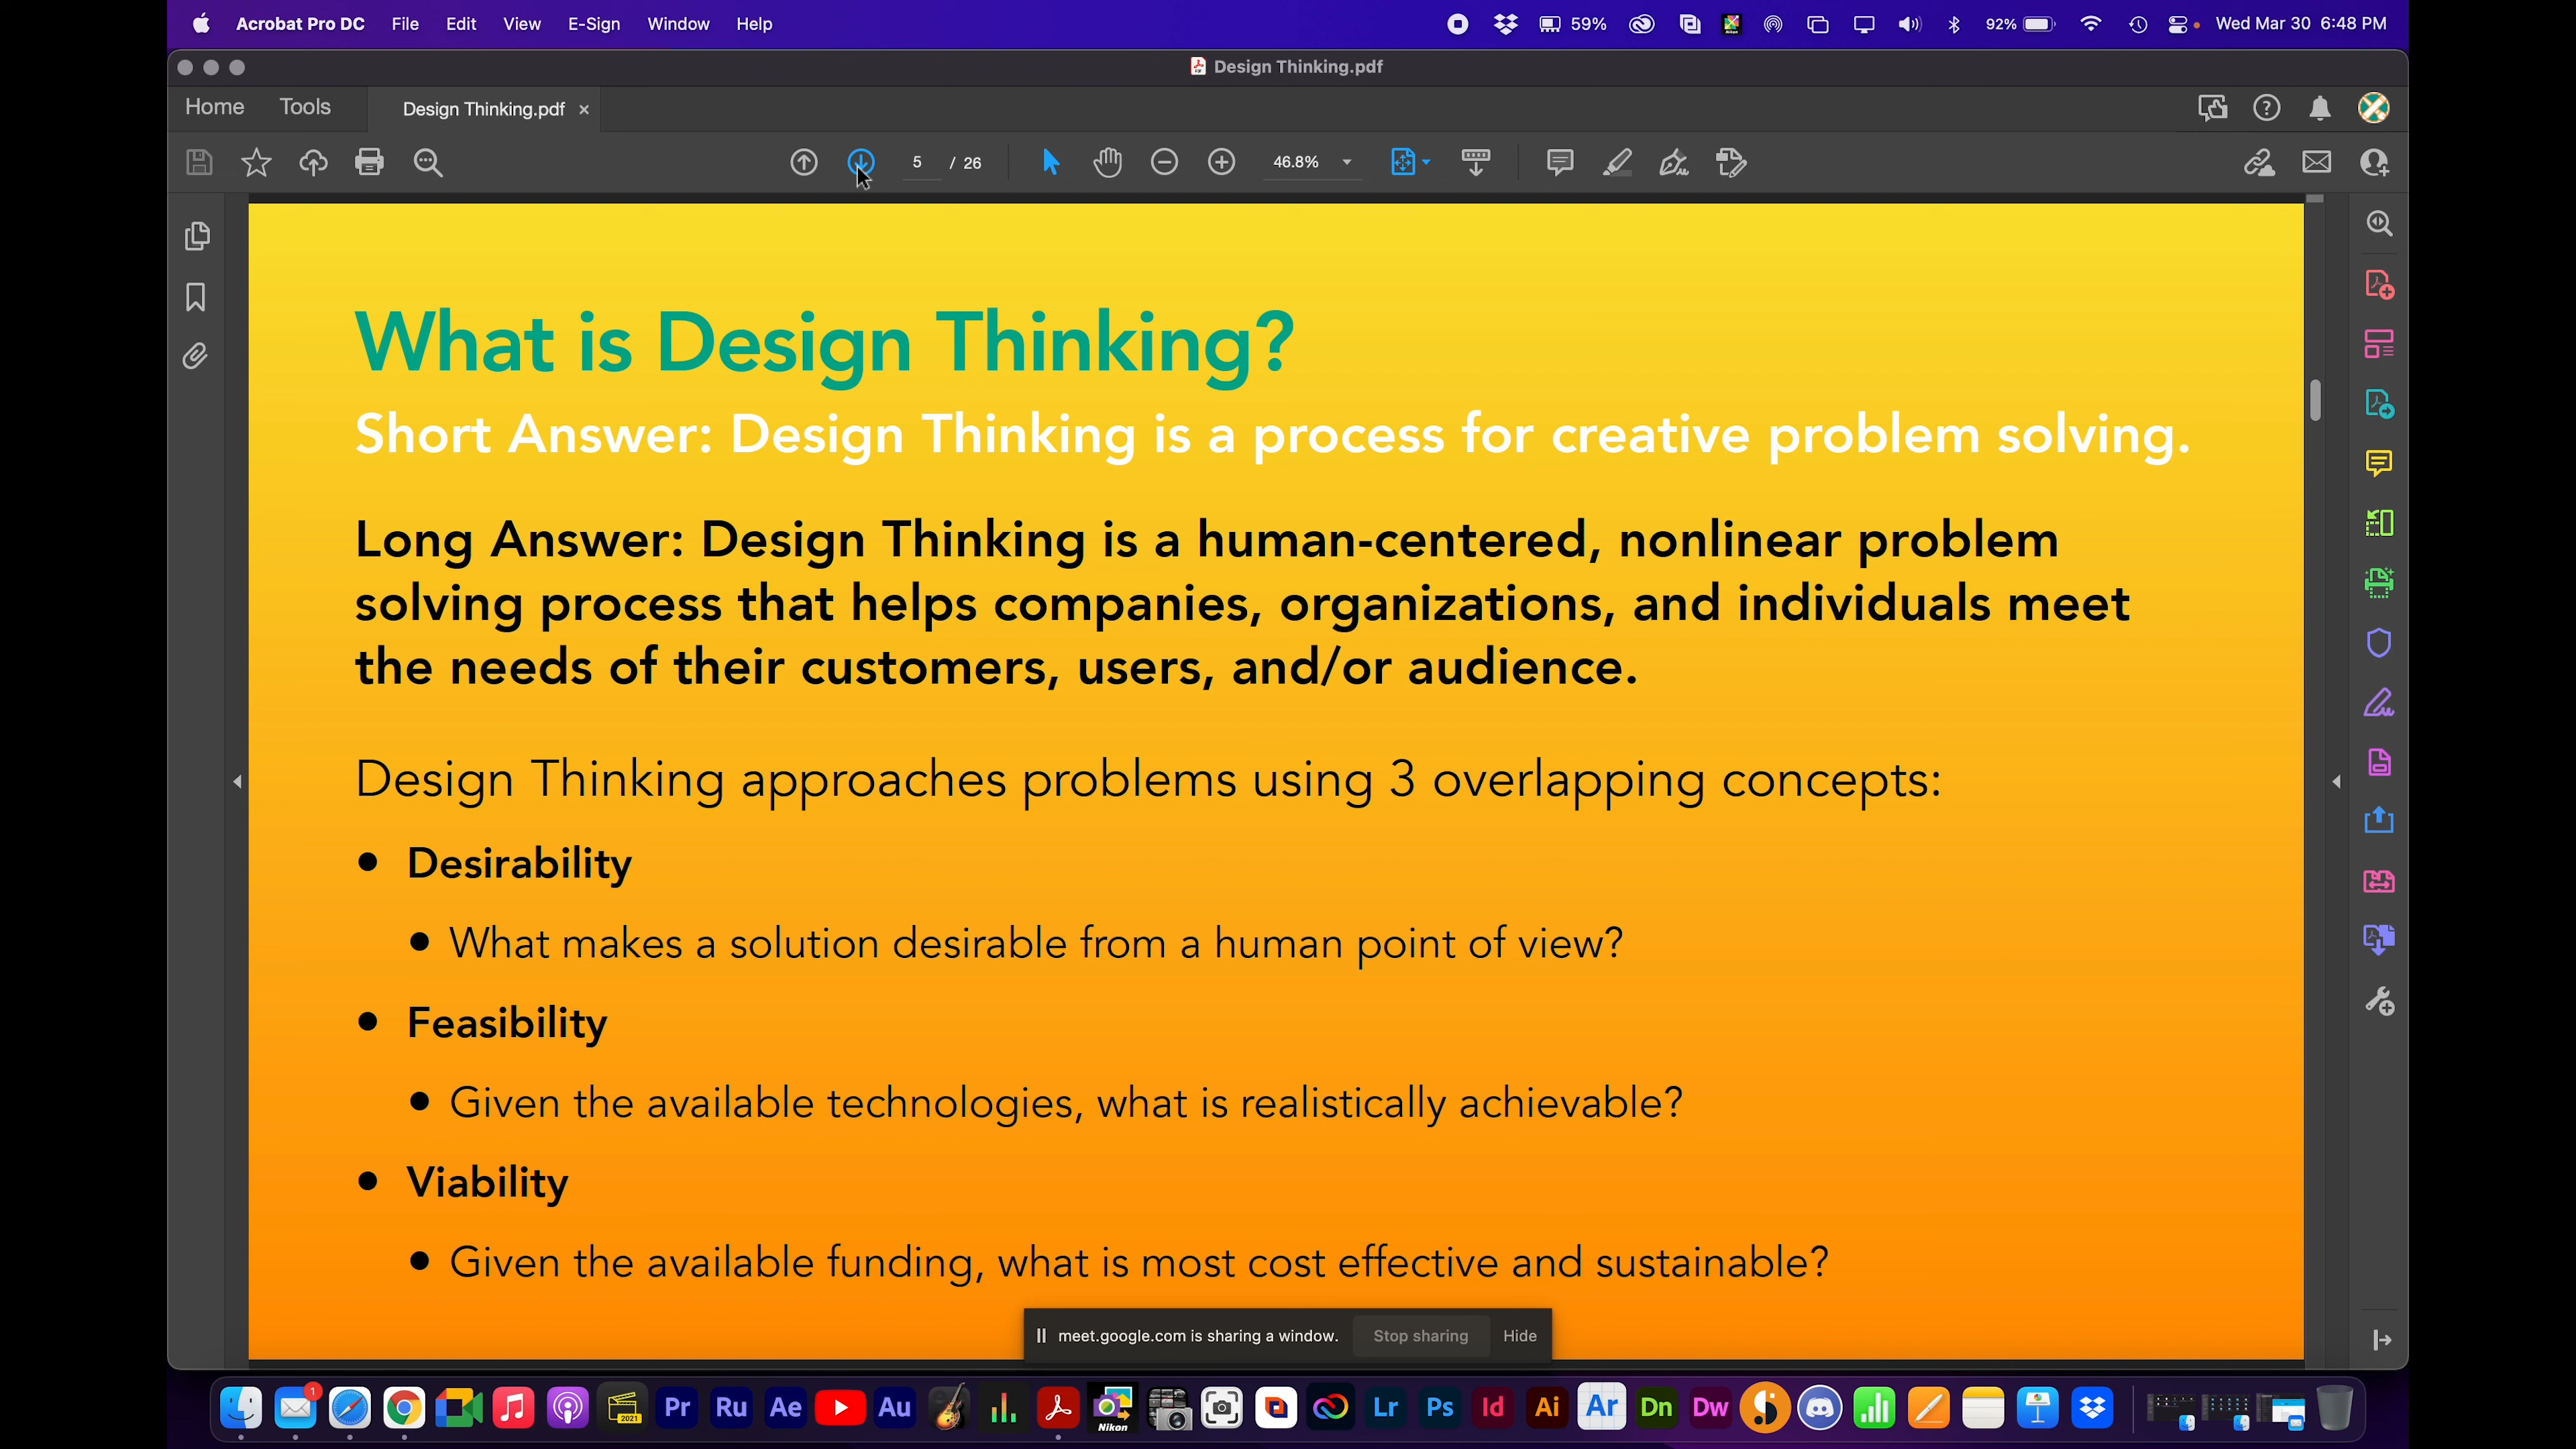 Acrobat Pro DC File Edit View E-Sign Window Help 59% 92% Wed Mar 30 6:48 PM
Design Thinking.pdf
Home Tools Design Thinking.pdf ×
5 / 26 46.8%
What is Design Thinking?
Short Answer: Design Thinking is a process for creative problem solving.
Long Answer: Design Thinking is a human-centered, nonlinear problem
solving process that helps companies, organizations, and individuals meet
the needs of their customers, users, and/or audience.
Design Thinking approaches problems using 3 overlapping concepts:
• Desirability
• What makes a solution desirable from a human point of view?
• Feasibility
• Given the available technologies, what is realistically achievable?
• Viability
• Given the available funding, what is most cost effective and sustainable?
meet.google.com is sharing a window. Stop sharing Hide
1 2021 Pr Ru Ae Au Nikon Lr Ps Id Ai Ar Dn Dw